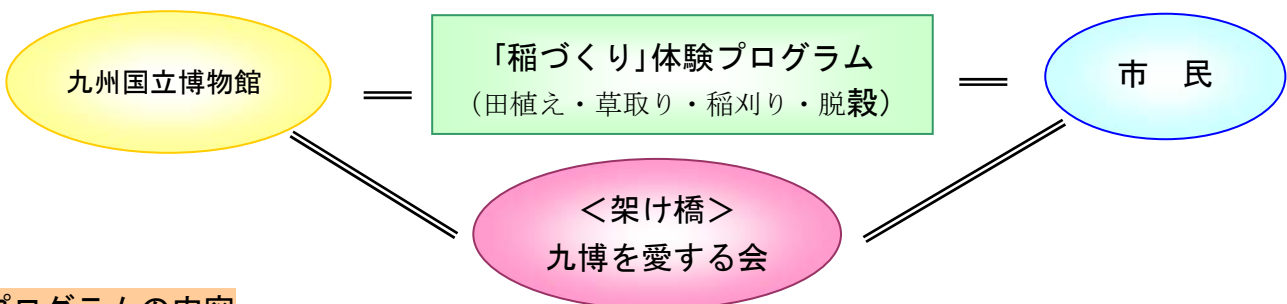 九州国立博物館
「稲づくり」体験プログラム
（田植え・草取り・稲刈り・脱穀）
市 民
＜架け橋＞
九博を愛する会
プログラムの内容